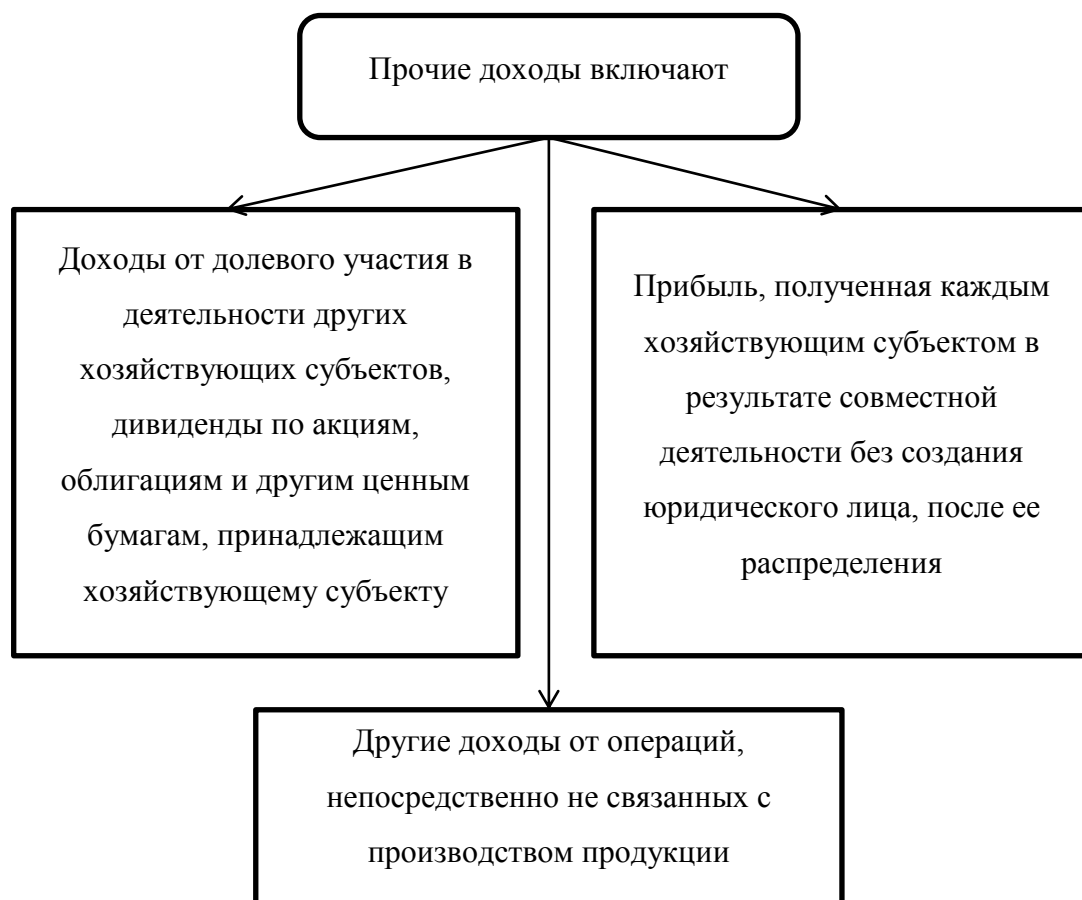 Прочие доходы включают
Доходы от долевого участия в
деятельности других
хозяйствующих субъектов,
дивиденды по акциям,
облигациям и другим ценным
бумагам, принадлежащим
хозяйствующему субъекту
Прибыль, полученная каждым
хозяйствующим субъектом в
результате совместной
деятельности без создания
юридического лица, после ее
распределения
Другие доходы от операций,
непосредственно не связанных с
производством продукции